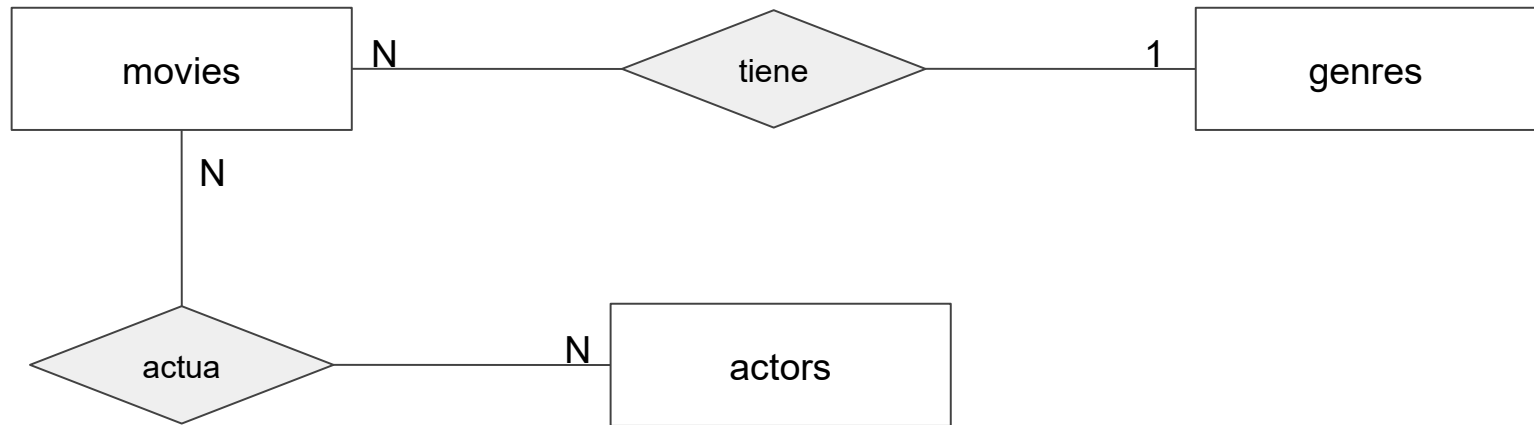 movies
N
tiene
1
genres
N
actua
N
actors